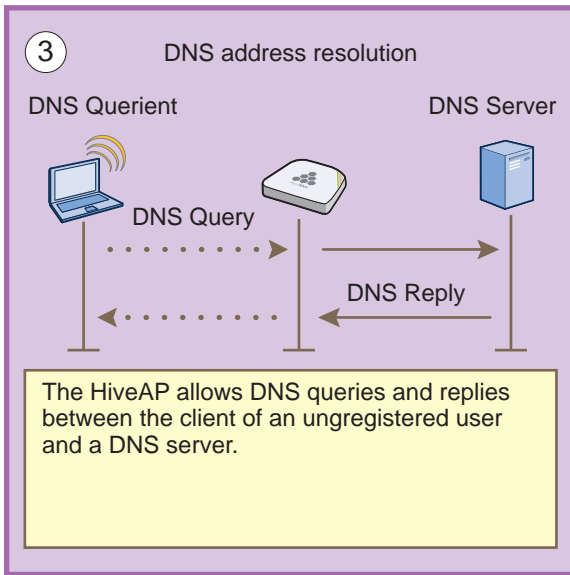 3
DNS address resolution
DNS Querient
DNS Server
DNS Query
DNS Reply
The HiveAP allows DNS queries and replies
between the client of an ungregistered user
and a DNS server.